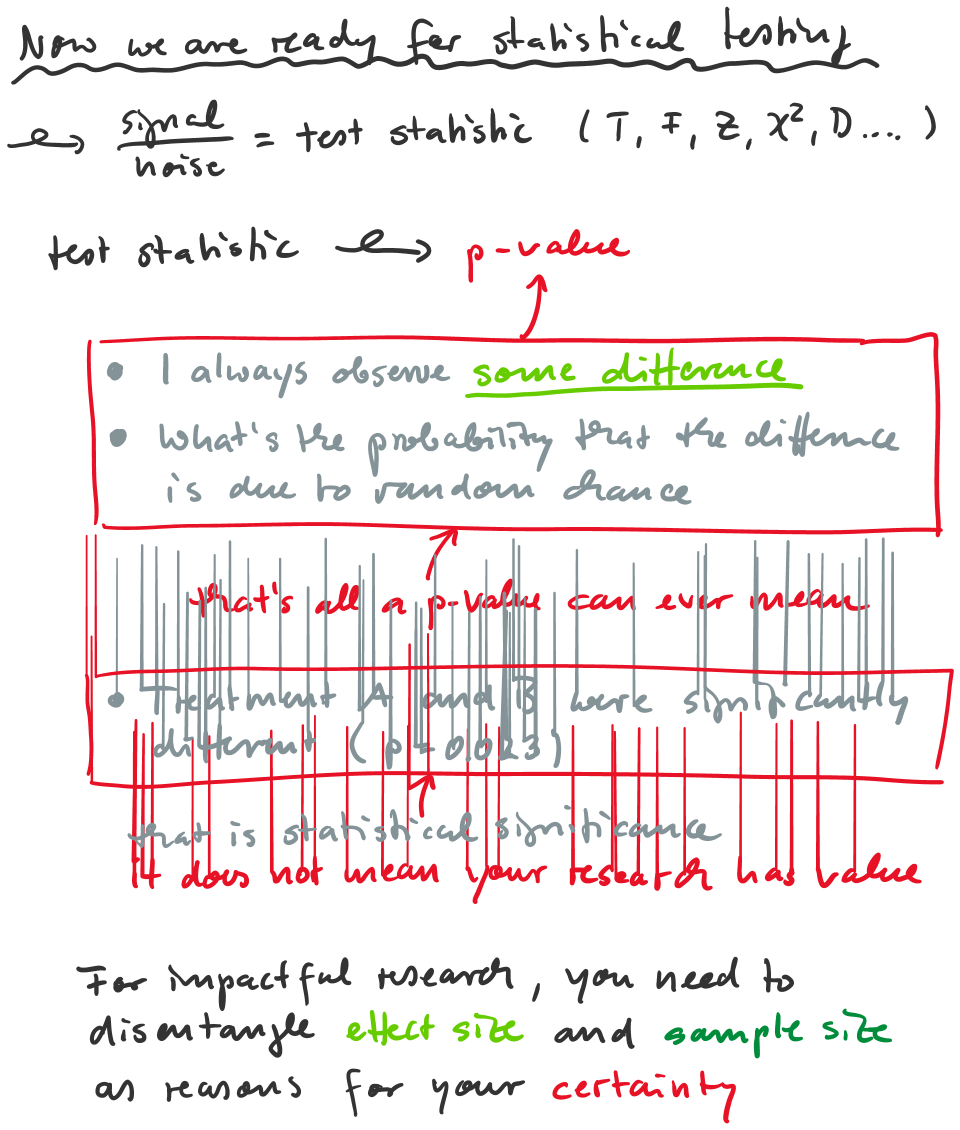 Now we are ready for statistical testing
signal
noise
= test statistic (T, F, Z, χ², D....)
test statistic → p-value
• I always observe some difference
• What's the probability that the difference
is due to random chance
that's all a p-value can ever mean
• Treatment A and B were significantly
different (p = 0.023)
that is statistical significance
it does not mean your research has value
For impactful research, you need to
disentangle effect size and sample size
as reasons for your certainty